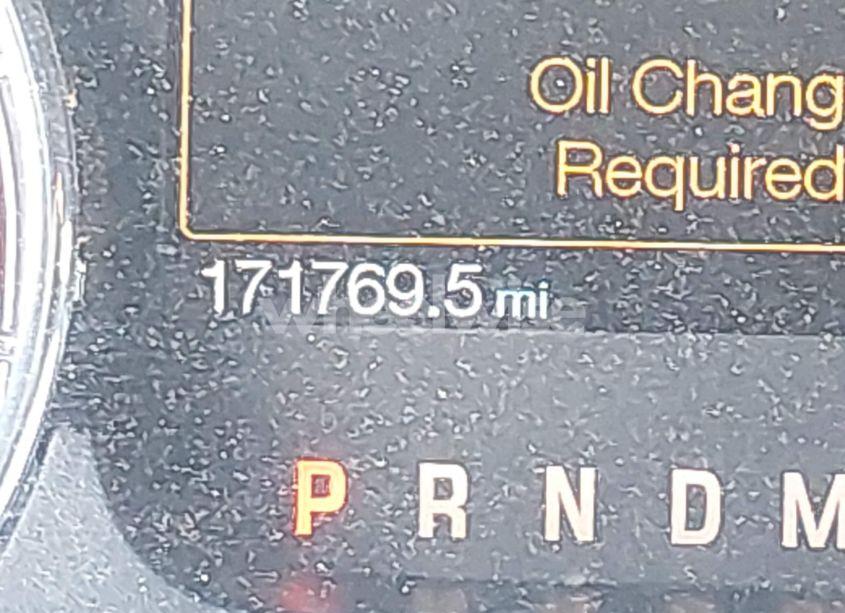 Oil Chang
Required
171769.5 mi
P R N D M